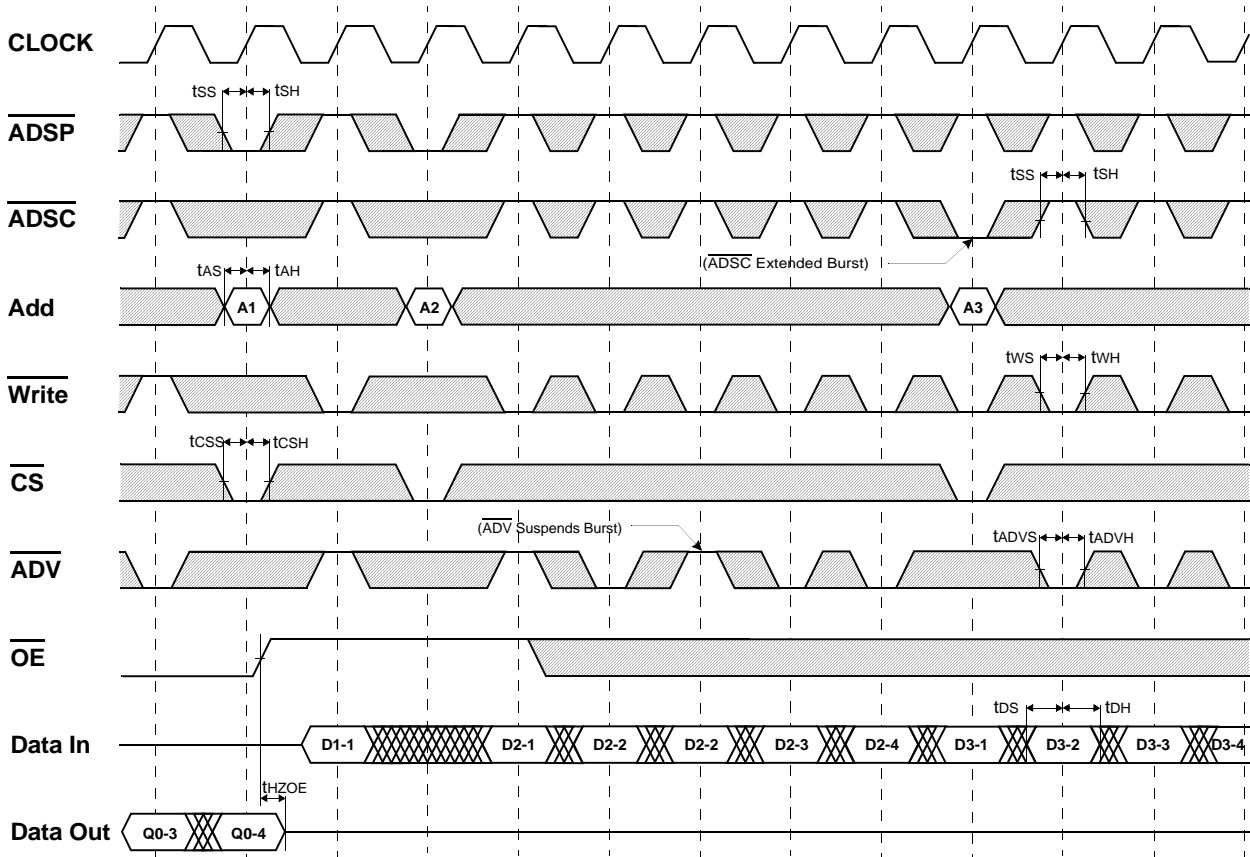 CLOCK
tSS tSH
ADSP
tSS tSH
ADSC
(ADSC Extended Burst)
tAS tAH
Add A1 A2 A3
tWS tWH
Write
tCSS tCSH
CS
(ADV Suspends Burst)
tADVS tADVH
ADV
OE
tDS tDH
Data In D1-1 D2-1 D2-2 D2-2 D2-3 D2-4 D3-1 D3-2 D3-3 D3-4
tHZOE
Data Out Q0-3 Q0-4